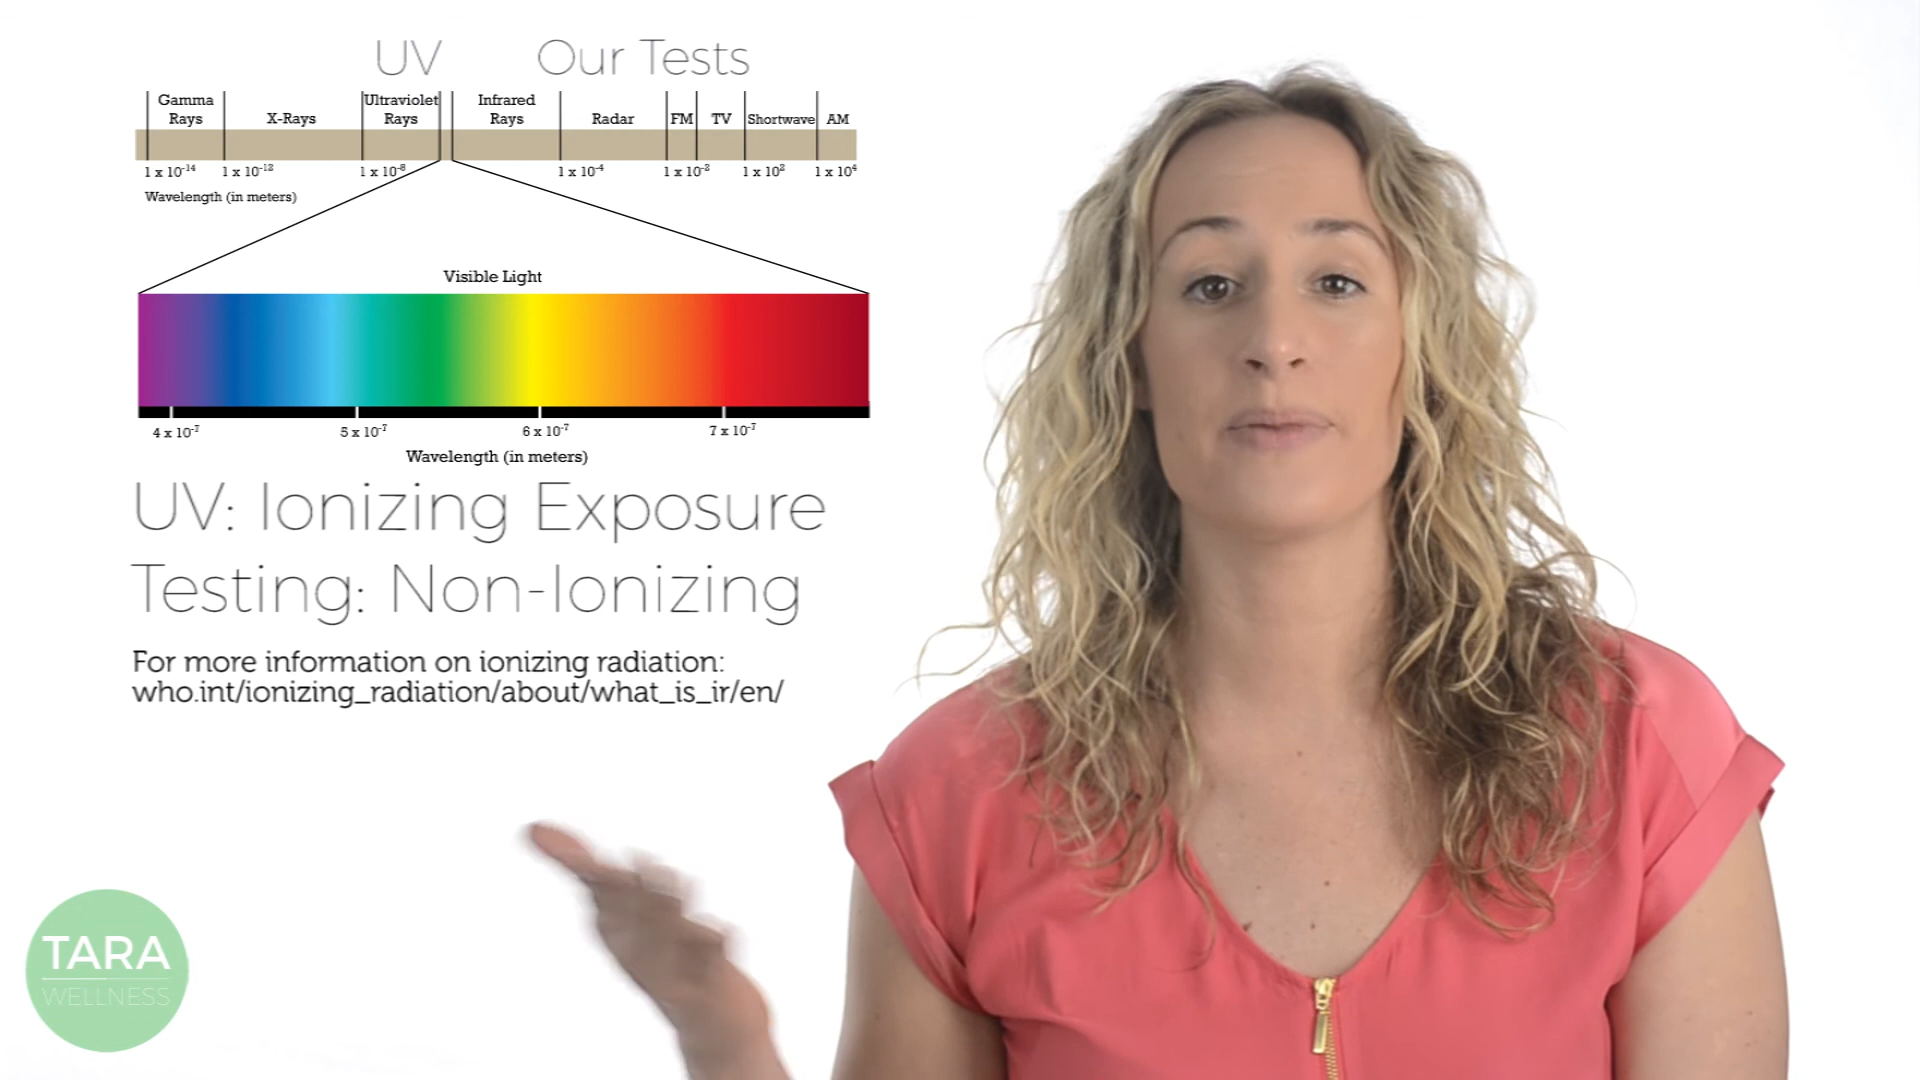 UV Our Tests
Gamma Rays X-Rays Ultraviolet Rays Infrared Rays Radar FM TV Shortwave AM
1 x 10⁻¹⁴ 1 x 10⁻¹² 1 x 10⁻⁸ 1 x 10⁻⁴ 1 x 10⁻² 1 x 10² 1 x 10⁴
Wavelength (in meters)
Visible Light
4 x 10⁻⁷ 5 x 10⁻⁷ 6 x 10⁻⁷ 7 x 10⁻⁷
Wavelength (in meters)
UV: Ionizing Exposure
Testing: Non-Ionizing
For more information on ionizing radiation:
who.int/ionizing_radiation/about/what_is_ir/en/
TARA
WELLNESS